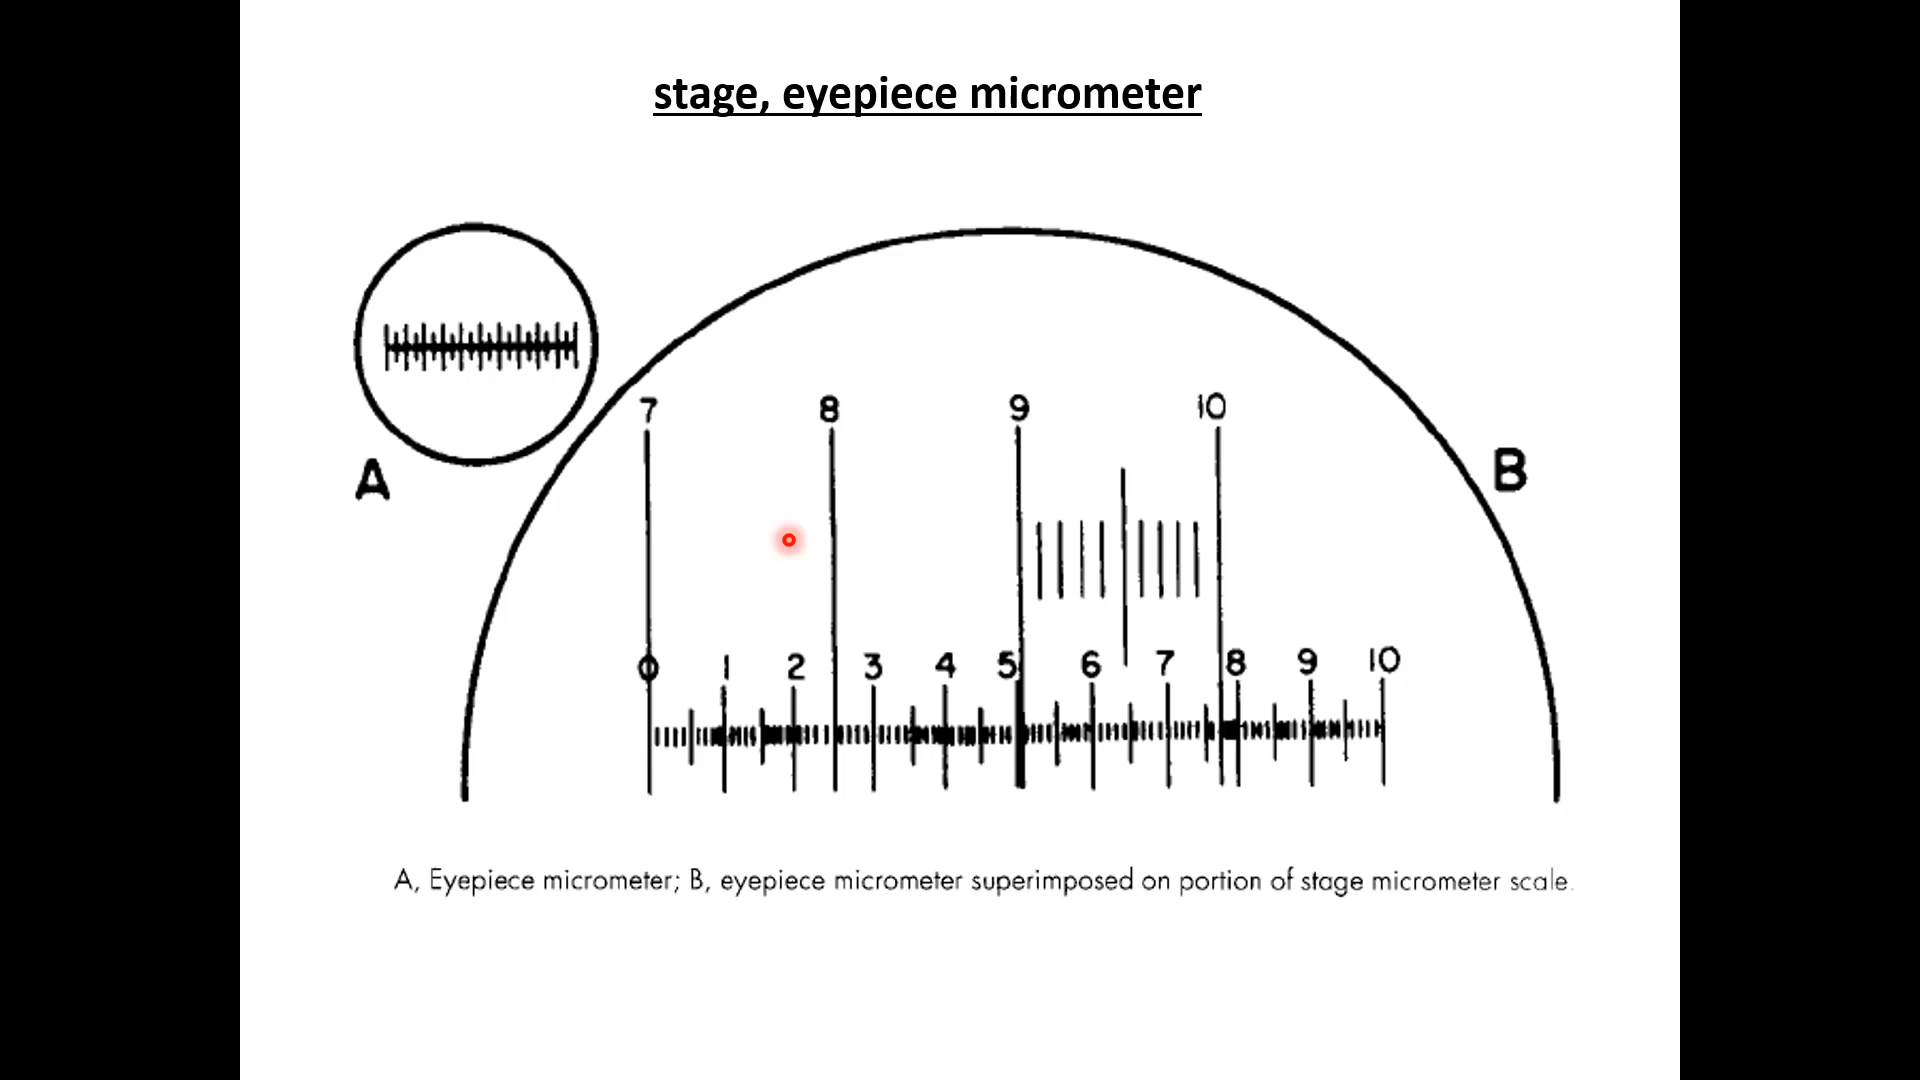 stage, eyepiece micrometer
7 8 9 10
A
B
0 1 2 3 4 5 6 7 8 9 10
A, Eyepiece micrometer; B, eyepiece micrometer superimposed on portion of stage micrometer scale.